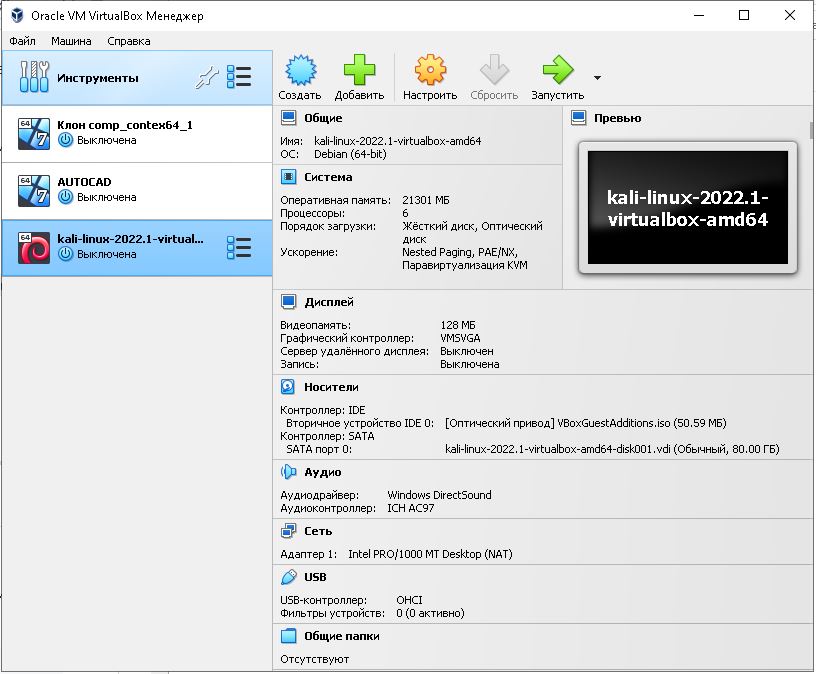 Oracle VM VirtualBox Менеджер
Файл Машина Справка
Инструменты
Создать Добавить Настроить Сбросить Запустить
64
7
Клон comp_contex64_1
Выключена
64
7
AUTOCAD
Выключена
64
kali-linux-2022.1-virtual...
Выключена
Общие
Имя: kali-linux-2022.1-virtualbox-amd64
ОС: Debian (64-bit)
Превью
kali-linux-2022.1-
virtualbox-amd64
Система
Оперативная память: 21301 МБ
Процессоры: 6
Порядок загрузки: Жёсткий диск, Оптический
диск
Ускорение: Nested Paging, PAE/NX,
Паравиртуализация KVM
Дисплей
Видеопамять: 128 МБ
Графический контроллер: VMSVGA
Сервер удалённого дисплея: Выключен
Запись: Выключена
Носители
Контроллер: IDE
Вторичное устройство IDE 0: [Оптический привод] VBoxGuestAdditions.iso (50.59 МБ)
Контроллер: SATA
SATA порт 0: kali-linux-2022.1-virtualbox-amd64-disk001.vdi (Обычный, 80.00 ГБ)
Аудио
Аудиодрайвер: Windows DirectSound
Аудиоконтроллер: ICH AC97
Сеть
Адаптер 1: Intel PRO/1000 MT Desktop (NAT)
USB
USB-контроллер: OHCI
Фильтры устройств: 0 (0 активно)
Общие папки
Отсутствуют